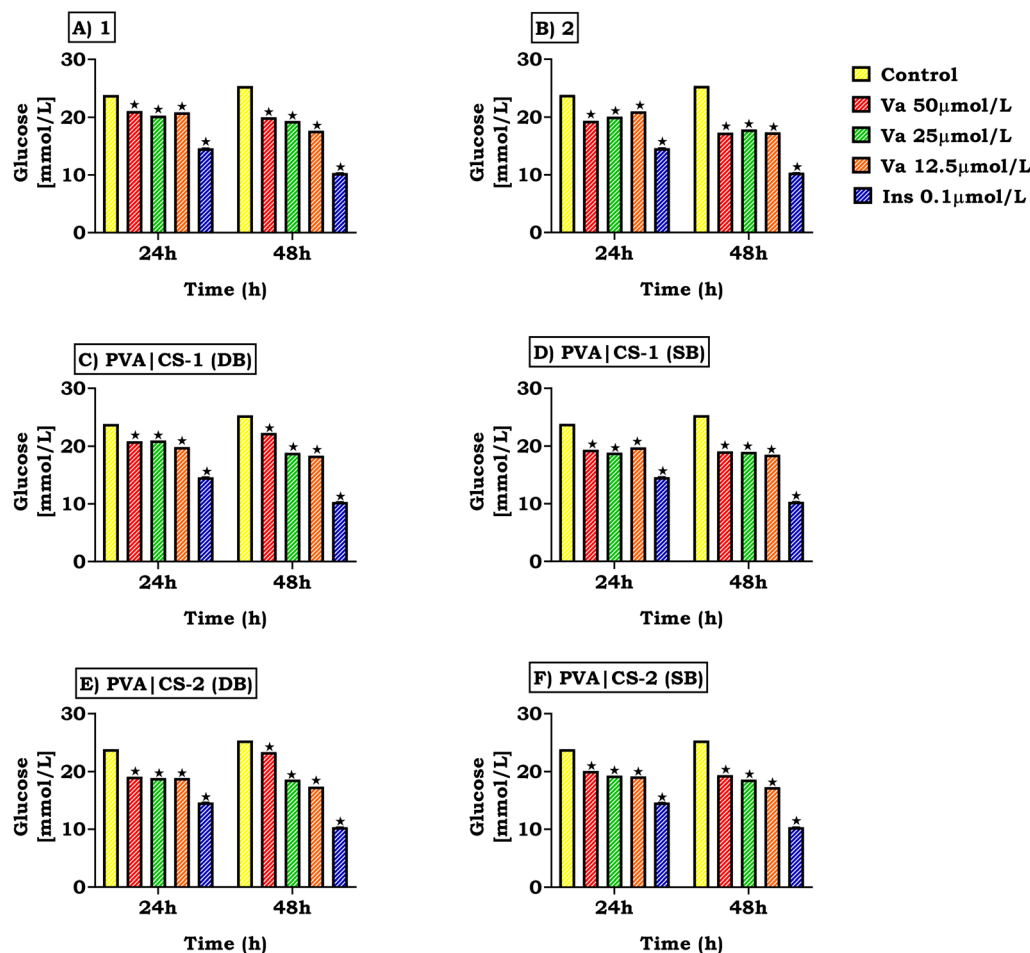 A) 1
30
20
10
0
Glucose
[mmol/L]
★ ★ ★ ★ ★ ★ ★ ★
24h 48h
Time (h)
B) 2
30
20
10
0
Glucose
[mmol/L]
★ ★ ★ ★ ★ ★ ★ ★
24h 48h
Time (h)
Control
Va 50μmol/L
Va 25μmol/L
Va 12.5μmol/L
Ins 0.1μmol/L
C) PVA|CS-1 (DB)
30
20
10
0
Glucose
[mmol/L]
★ ★ ★ ★ ★ ★ ★ ★
24h 48h
Time (h)
D) PVA|CS-1 (SB)
30
20
10
0
Glucose
[mmol/L]
★ ★ ★ ★ ★ ★ ★ ★
24h 48h
Time (h)
E) PVA|CS-2 (DB)
30
20
10
0
Glucose
[mmol/L]
★ ★ ★ ★ ★ ★ ★ ★
24h 48h
Time (h)
F) PVA|CS-2 (SB)
30
20
10
0
Glucose
[mmol/L]
★ ★ ★ ★ ★ ★ ★ ★
24h 48h
Time (h)